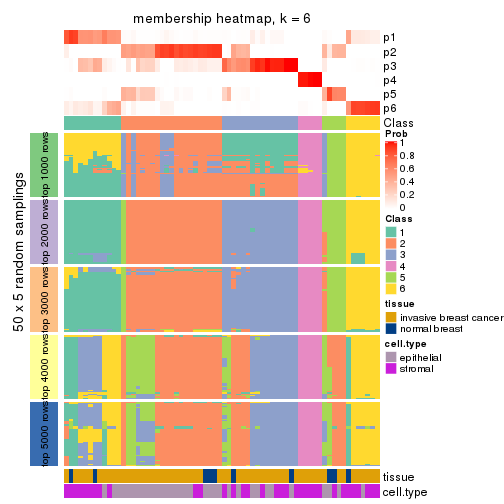 membership heatmap, k = 6
p1
p2
p3
p4
p5
p6
Class
50 x 5 random samplings
top 1000 rows
top 2000 rows
top 3000 rows
top 4000 rows
top 5000 rows
Prob
1
0.8
0.6
0.4
0.2
0
Class
1
2
3
4
5
6
tissue
invasive breast cancer
normal breast
cell.type
epithelial
stromal
tissue
cell.type